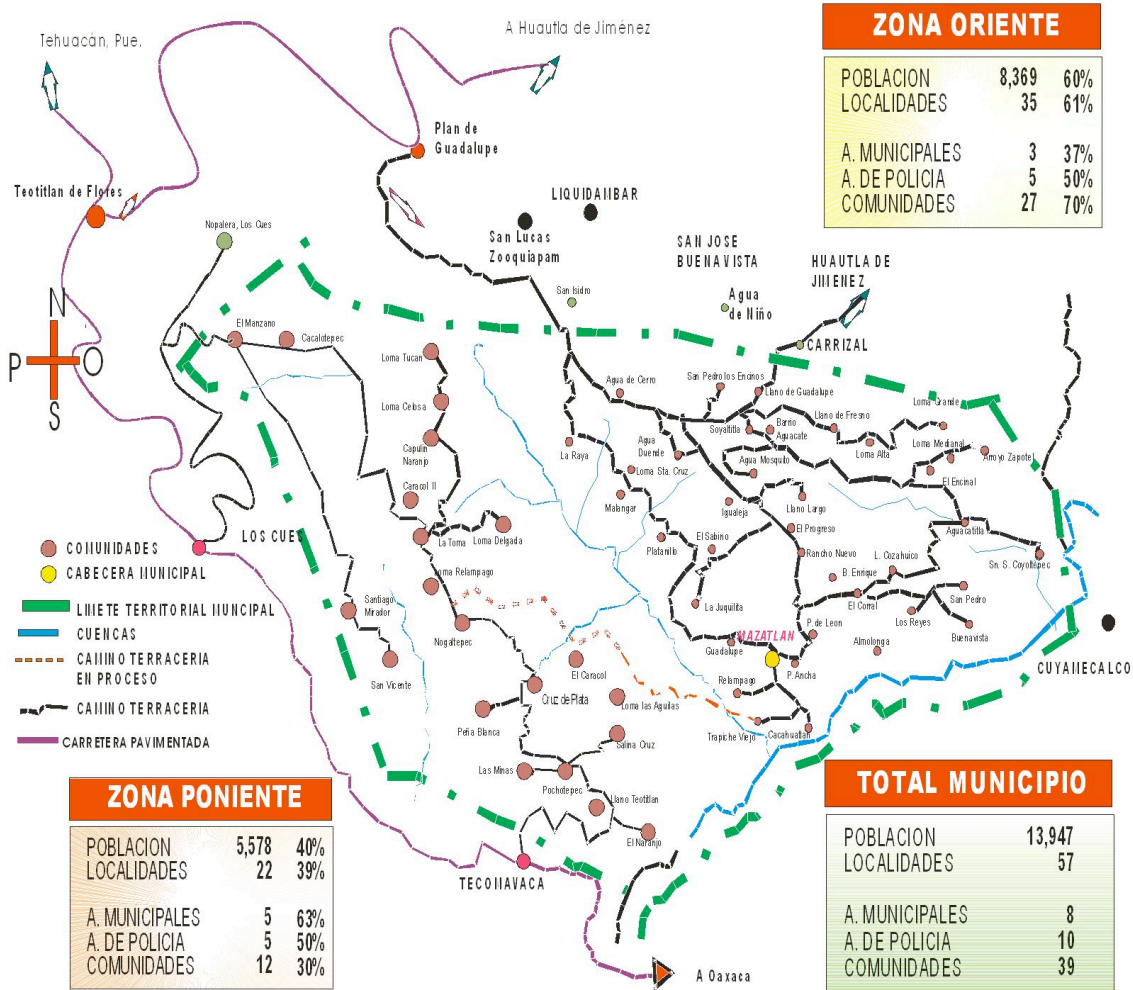 Tehuacán, Pue.
A Huautla de Jiménez
ZONA ORIENTE
POBLACION 8,369 60%
LOCALIDADES 35 61%
A. MUNICIPALES 3 37%
A. DE POLICIA 5 50%
COMUNIDADES 27 70%
Plan de
Guadalupe
Teotitlan de Flores
Nopalera, Los Cues
LIQUIDANBAR
San Lucas
Zooquiapam
SAN JOSE
BUENAVISTA
HUAUTLA DE
JIMENEZ
San Isidro
Agua
de Niño
CARRIZAL
N
P
O
S
El Manzano
Cacalotepec
Loma Tucan
Loma Celosa
Capulin
Naranjo
Caracol II
La Toma
Loma Delgada
Loma Relampago
Nogaltepec
Santiago
Mirador
San Vicente
Agua de Cerro
San Pedro los Encinos
Llano de Guadalupe
Soyaltitla
Barrio
Aguacate
Llano de Fresno
Loma Grande
Loma Alta
Loma Medianal
Arroyo Zapotel
El Encinal
La Raya
Agua
Duende
Loma Sta. Cruz
Agua Mosquito
Malangar
Igualeja
Llano Largo
El Progreso
Aguacatitla
Platanillo
El Sabino
Rancho Nuevo
L. Cozahuico
Sn. S. Coyoltepec
B. Enrique
La Juquilita
El Corral
San Pedro
Los Reyes
Buenavista
P. de Leon
Almolonga
MAZATLAN
Guadalupe
P. Ancha
Relampago
Trapiche Viejo
Cacahuatlan
CUYAMECALCO
El Caracol
Cruz de Plata
Loma las Aguilas
Peña Blanca
Salina Cruz
Las Minas
Pochotepec
Llano Teotitlan
El Naranjo
LOS CUES
COMUNIDADES
CABECERA MUNICIPAL
LIMETE TERRITORIAL MUNCIPAL
CUENCAS
CAMINO TERRACERIA
EN PROCESO
CAMINO TERRACERIA
CARRETERA PAVIMENTADA
ZONA PONIENTE
POBLACION 5,578 40%
LOCALIDADES 22 39%
A. MUNICIPALES 5 63%
A. DE POLICIA 5 50%
COMUNIDADES 12 30%
TECOMAVACA
A Oaxaca
TOTAL MUNICIPIO
POBLACION 13,947
LOCALIDADES 57
A. MUNICIPALES 8
A. DE POLICIA 10
COMUNIDADES 39